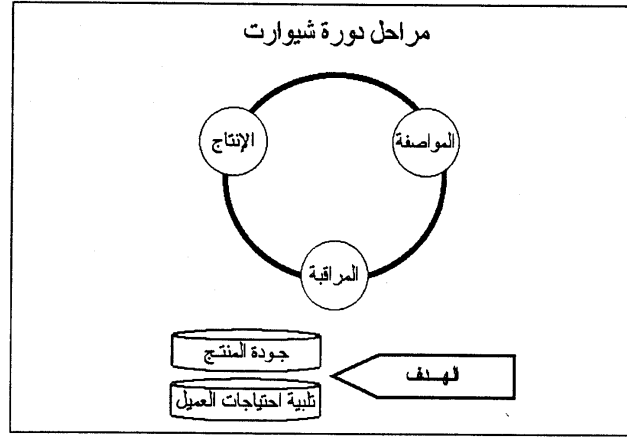 مراحل دورة شيوارت
المواصفة
الإنتاج
المراقبة
الهدف
جودة المنتج
تلبية احتياجات العميل